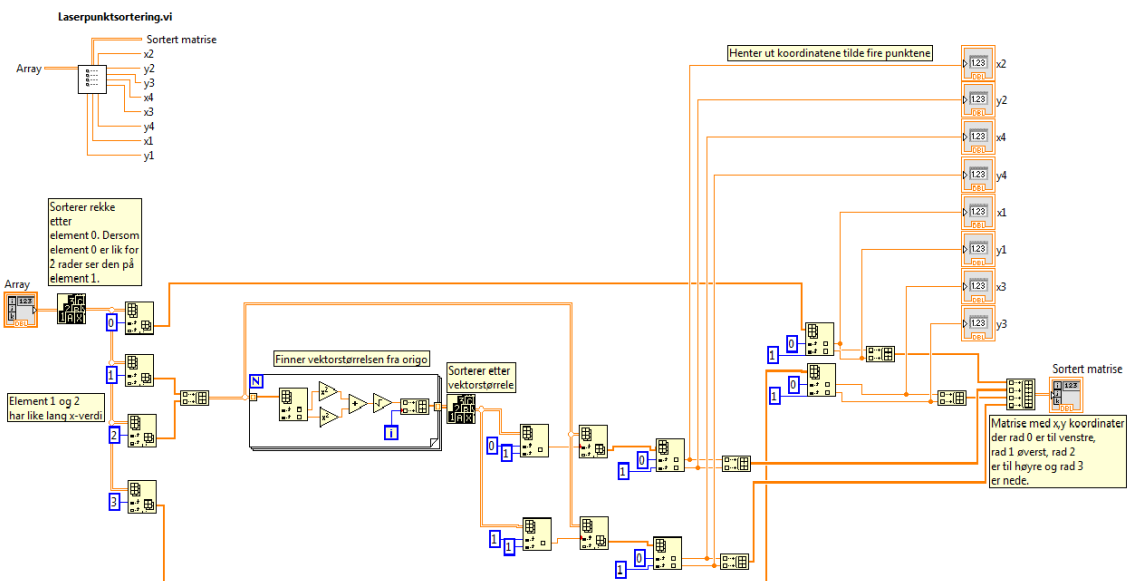 Laserpunktsortering.vi
Array
Sortert matrise
x2
y2
y3
x4
x3
y4
x1
y1
Henter ut koordinatene tilde fire punktene
x2
y2
x4
y4
x1
y1
x3
y3
Sorterer rekke
etter
element 0. Dersom
element 0 er lik for
2 rader ser den på
element 1.
Array
0
1
Element 1 og 2
har like lang x-verdi
2
3
Finner vektorstørrelsen fra origo
N
x²
x²
+
i
Sorterer etter
vektorstørrele
0
1
0
1
1
1
0
1
0
1
0
1
Sortert matrise
Matrise med x,y koordinater
der rad 0 er til venstre,
rad 1 øverst, rad 2
er til høyre og rad 3
er nede.